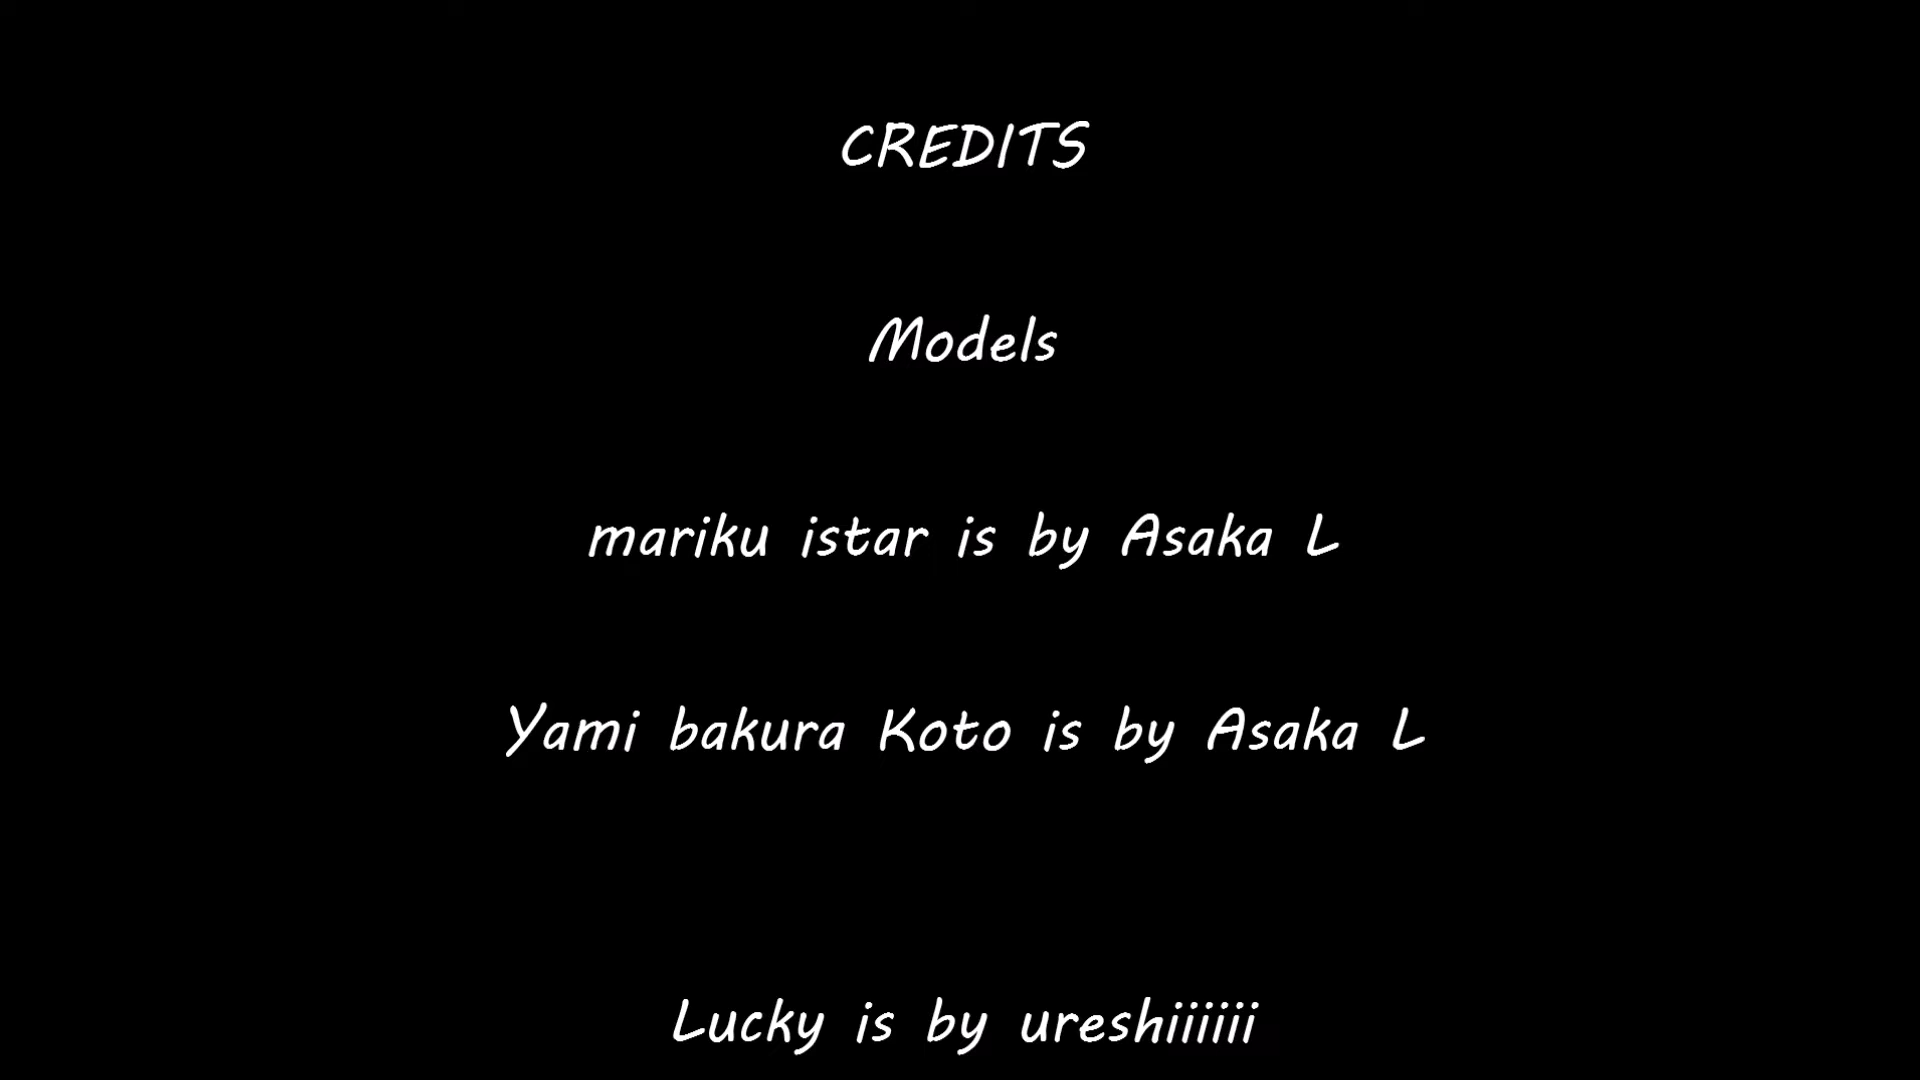 CREDITS
Models
mariku istar is by Asaka L
Yami bakura Koto is by Asaka L
Lucky is by ureshiiiiii